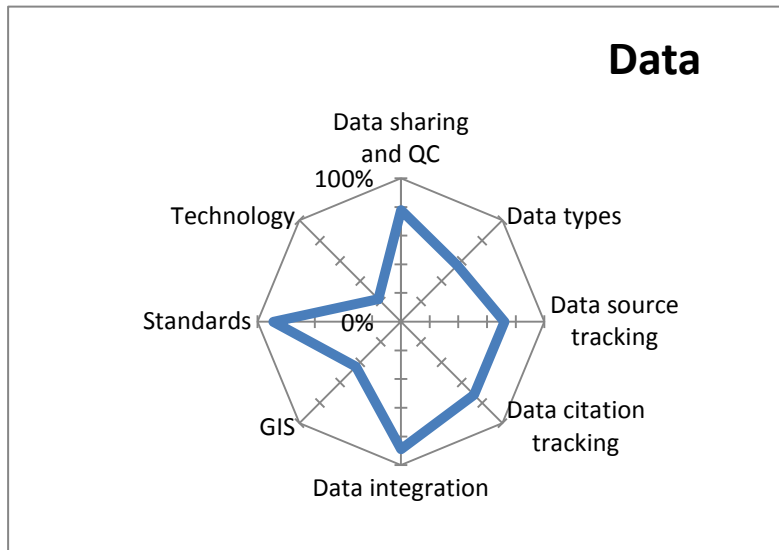 Data
Data sharing
and QC
100%
Technology
Data types
Standards
0%
Data source
tracking
GIS
Data citation
tracking
Data integration